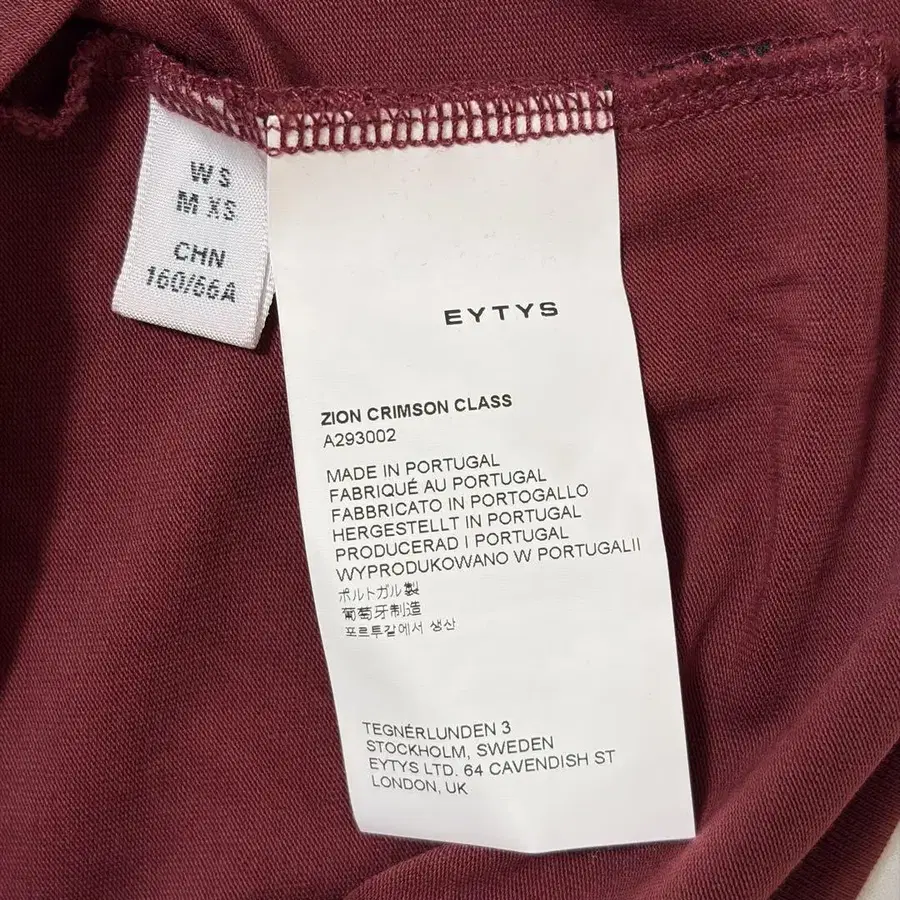 W S
M XS
CHN
160/66A
EYTYS
ZION CRIMSON CLASS
A293002
MADE IN PORTUGAL
FABRIQUÉ AU PORTUGAL
FABBRICATO IN PORTOGALLO
HERGESTELLT IN PORTUGAL
PRODUCERAD I PORTUGAL
WYPRODUKOWANO W PORTUGALII
ポルトガル製
葡萄牙制造
포르투갈에서 생산
TEGNÉRLUNDEN 3
STOCKHOLM, SWEDEN
EYTYS LTD. 64 CAVENDISH ST
LONDON, UK